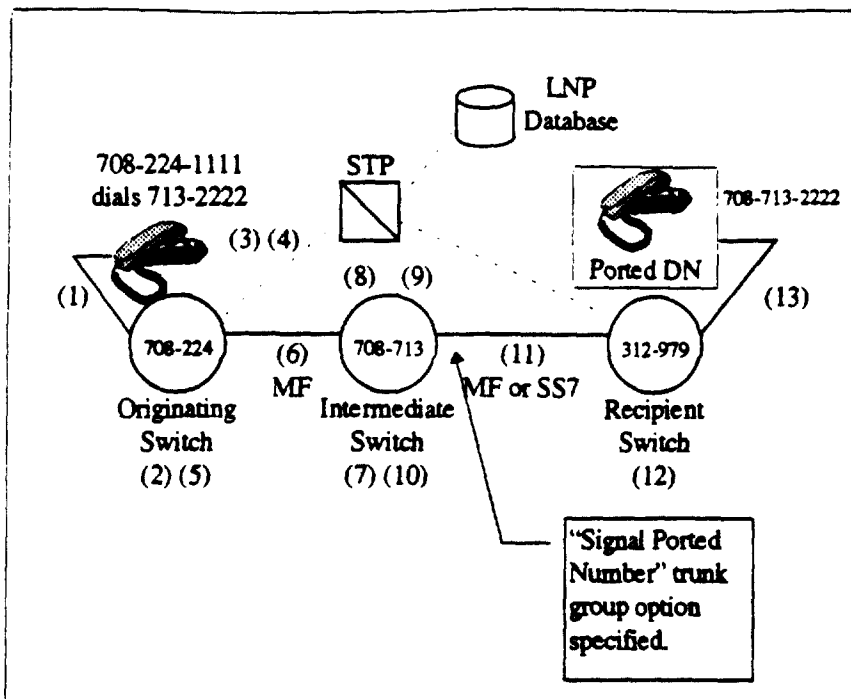 LNP
Database
STP
708-224-1111
dials 713-2222
(3) (4)
708-713-2222
Ported DN
(1)
(8) (9)
(13)
708-224
(6)
MF
708-713
(11)
MF or SS7
312-979
Originating
Switch
(2) (5)
Intermediate
Switch
(7) (10)
Recipient
Switch
(12)
"Signal Ported
Number" trunk
group option
specified.